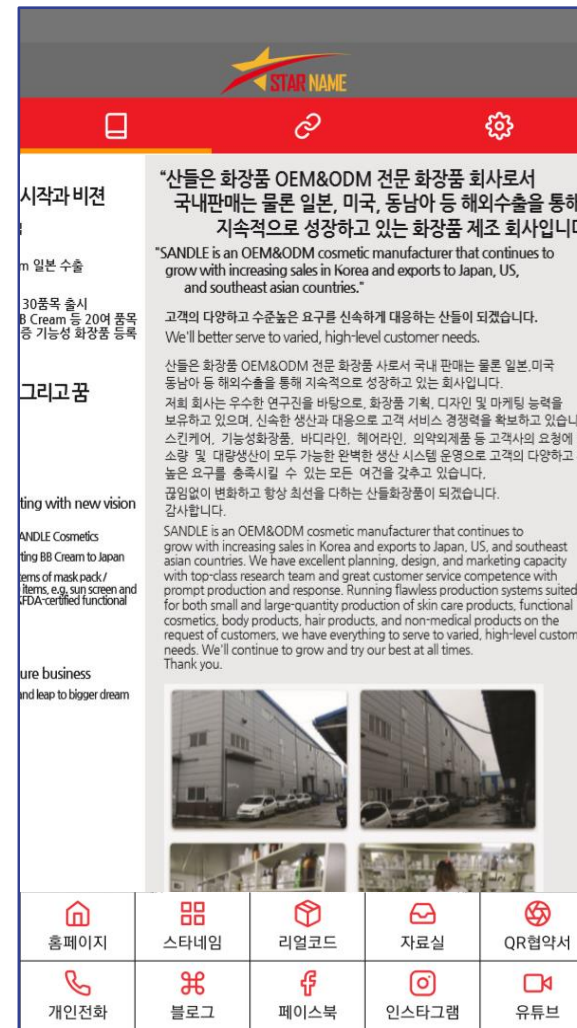 STAR NAME
시작과 비젼
m 일본 수출
30품목 출시
B Cream 등 20여 품목
증 기능성 화장품 등록
그리고 꿈
ting with new vision
ANDLE Cosmetics
ting BB Cream to Japan
tems of mask pack /
items, e.g, sun screen and
KFDA-certified functional
ure business
and leap to bigger dream
"산들은 화장품 OEM&ODM 전문 화장품 회사로서
국내판매는 물론 일본, 미국, 동남아 등 해외수출을 통해
지속적으로 성장하고 있는 화장품 제조 회사입니다
"SANDLE is an OEM&ODM cosmetic manufacturer that continues to
grow with increasing sales in Korea and exports to Japan, US,
and southeast asian countries."
고객의 다양하고 수준높은 요구를 신속하게 대응하는 산들이 되겠습니다.
We'll better serve to varied, high-level customer needs.
산들은 화장품 OEM&ODM 전문 화장품 사로서 국내 판매는 물론 일본,미국
동남아 등 해외수출을 통해 지속적으로 성장하고 있는 회사입니다.
저희 회사는 우수한 연구진을 바탕으로, 화장품 기획, 디자인 및 마케팅 능력을
보유하고 있으며, 신속한 생산과 대응으로 고객 서비스 경쟁력을 확보하고 있습니
스킨케어, 기능성화장품, 바디라인, 헤어라인, 의약외제품 등 고객사의 요청에
소량 및 대량생산이 모두 가능한 완벽한 생산 시스템 운영으로 고객의 다양하고
높은 요구를 충족시킬 수 있는 모든 여건을 갖추고 있습니다,
끊임없이 변화하고 항상 최선을 다하는 산들화장품이 되겠습니다.
감사합니다.
SANDLE is an OEM&ODM cosmetic manufacturer that continues to
grow with increasing sales in Korea and exports to Japan, US, and southeast
asian countries. We have excellent planning, design, and marketing capacity
with top-class research team and great customer service competence with
prompt production and response. Running flawless production systems suited
for both small and large-quantity production of skin care products, functional
cosmetics, body products, hair products, and non-medical products on the
request of customers, we have everything to serve to varied, high-level custom
needs. We'll continue to grow and try our best at all times.
Thank you.
홈페이지 스타네임 리얼코드 자료실 QR협약서
개인전화 블로그 페이스북 인스타그램 유튜브